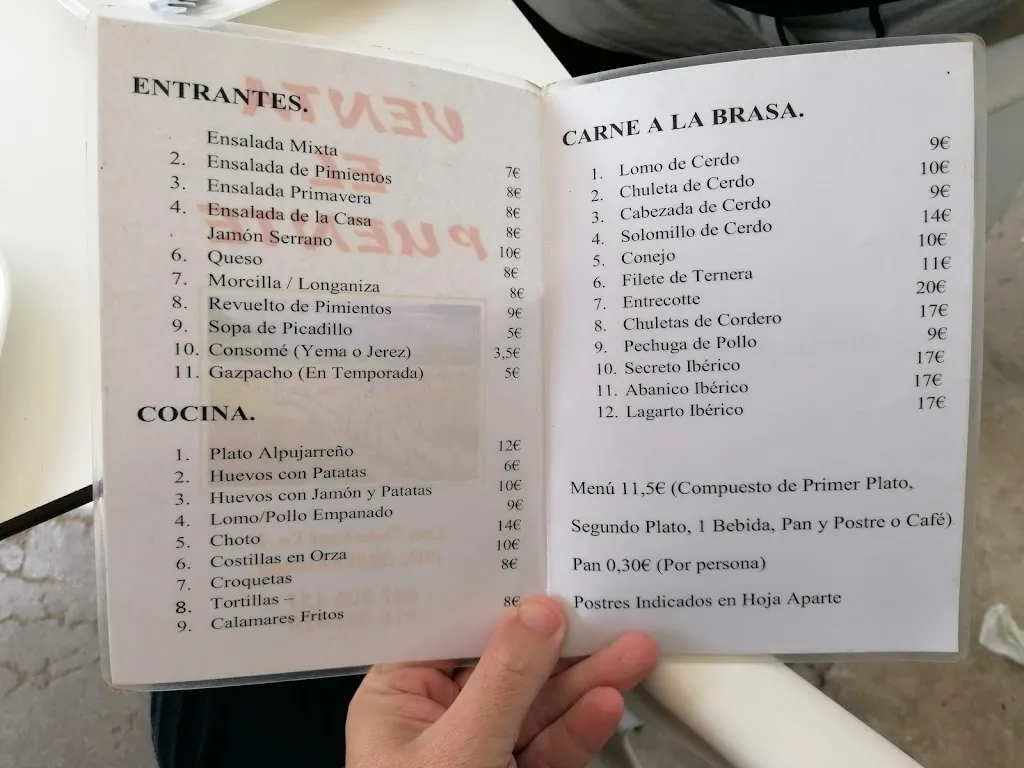 VENTA
EL
PUENTE
ENTRANTES.
Ensalada Mixta 7€
2. Ensalada de Pimientos 8€
3. Ensalada Primavera 8€
4. Ensalada de la Casa 8€
Jamón Serrano 10€
6. Queso 8€
7. Morcilla / Longaniza 8€
8. Revuelto de Pimientos 9€
9. Sopa de Picadillo 5€
10. Consomé (Yema o Jerez) 3,5€
11. Gazpacho (En Temporada) 5€
COCINA.
1. Plato Alpujarreño 12€
2. Huevos con Patatas 6€
3. Huevos con Jamón y Patatas 10€
4. Lomo/Pollo Empanado 9€
5. Choto 14€
6. Costillas en Orza 10€
7. Croquetas 8€
8. Tortillas –
9. Calamares Fritos 8€
CARNE A LA BRASA.
1. Lomo de Cerdo 9€
2. Chuleta de Cerdo 10€
3. Cabezada de Cerdo 9€
4. Solomillo de Cerdo 14€
5. Conejo 10€
6. Filete de Ternera 11€
7. Entrecotte 20€
8. Chuletas de Cordero 17€
9. Pechuga de Pollo 9€
10. Secreto Ibérico 17€
11. Abanico Ibérico 17€
12. Lagarto Ibérico 17€
Menú 11,5€ (Compuesto de Primer Plato,
Segundo Plato, 1 Bebida, Pan y Postre o Café)
Pan 0,30€ (Por persona)
Postres Indicados en Hoja Aparte